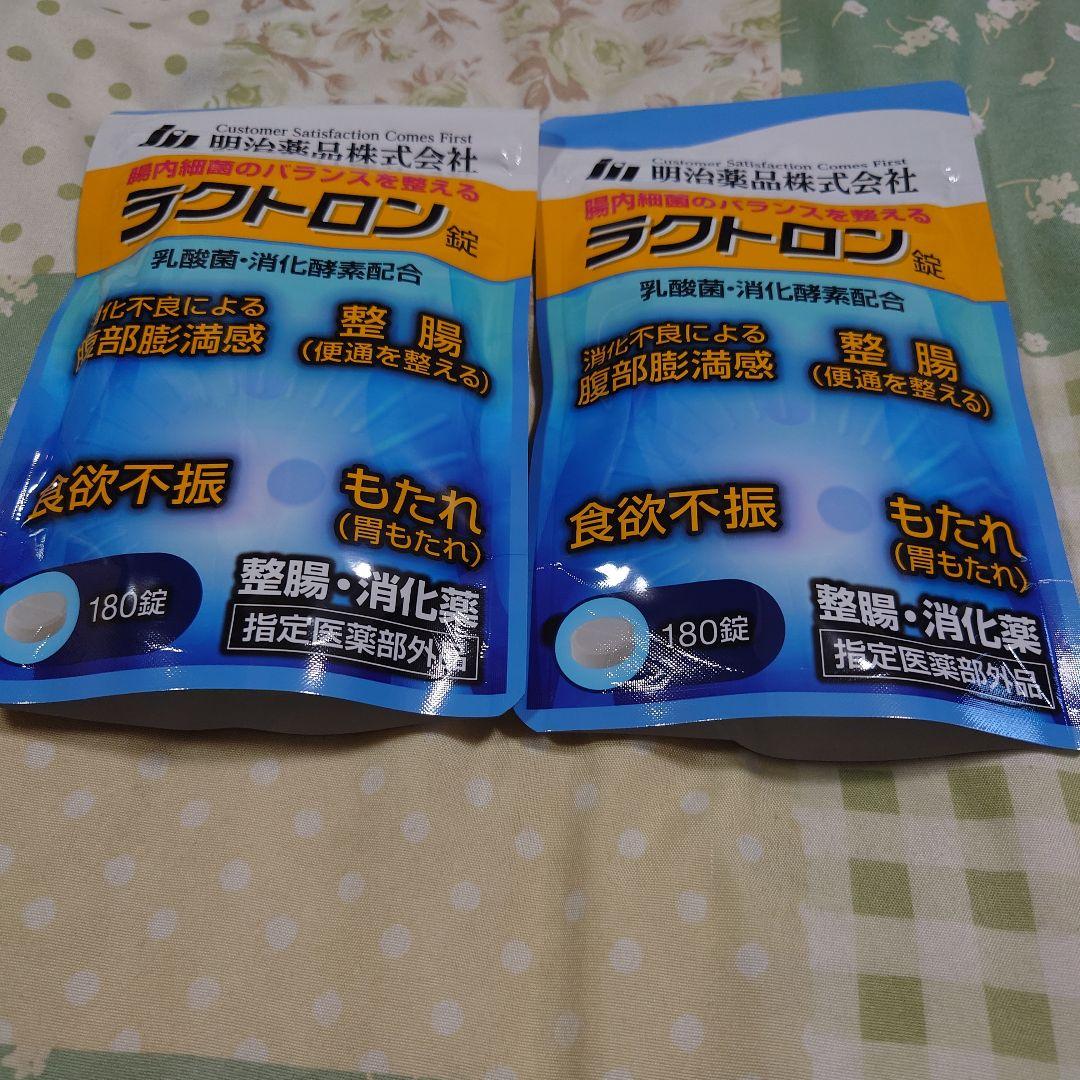 Customer Satisfaction Comes First
明治薬品株式会社
腸内細菌のバランスを整える
ラクトロン錠
乳酸菌・消化酵素配合
消化不良による
腹部膨満感
整腸
(便通を整える)
食欲不振
もたれ
(胃もたれ)
180錠
整腸・消化薬
指定医薬部外品
Customer Satisfaction Comes First
明治薬品株式会社
腸内細菌のバランスを整える
ラクトロン錠
乳酸菌・消化酵素配合
消化不良による
腹部膨満感
整腸
(便通を整える)
食欲不振
もたれ
(胃もたれ)
180錠
整腸・消化薬
指定医薬部外品